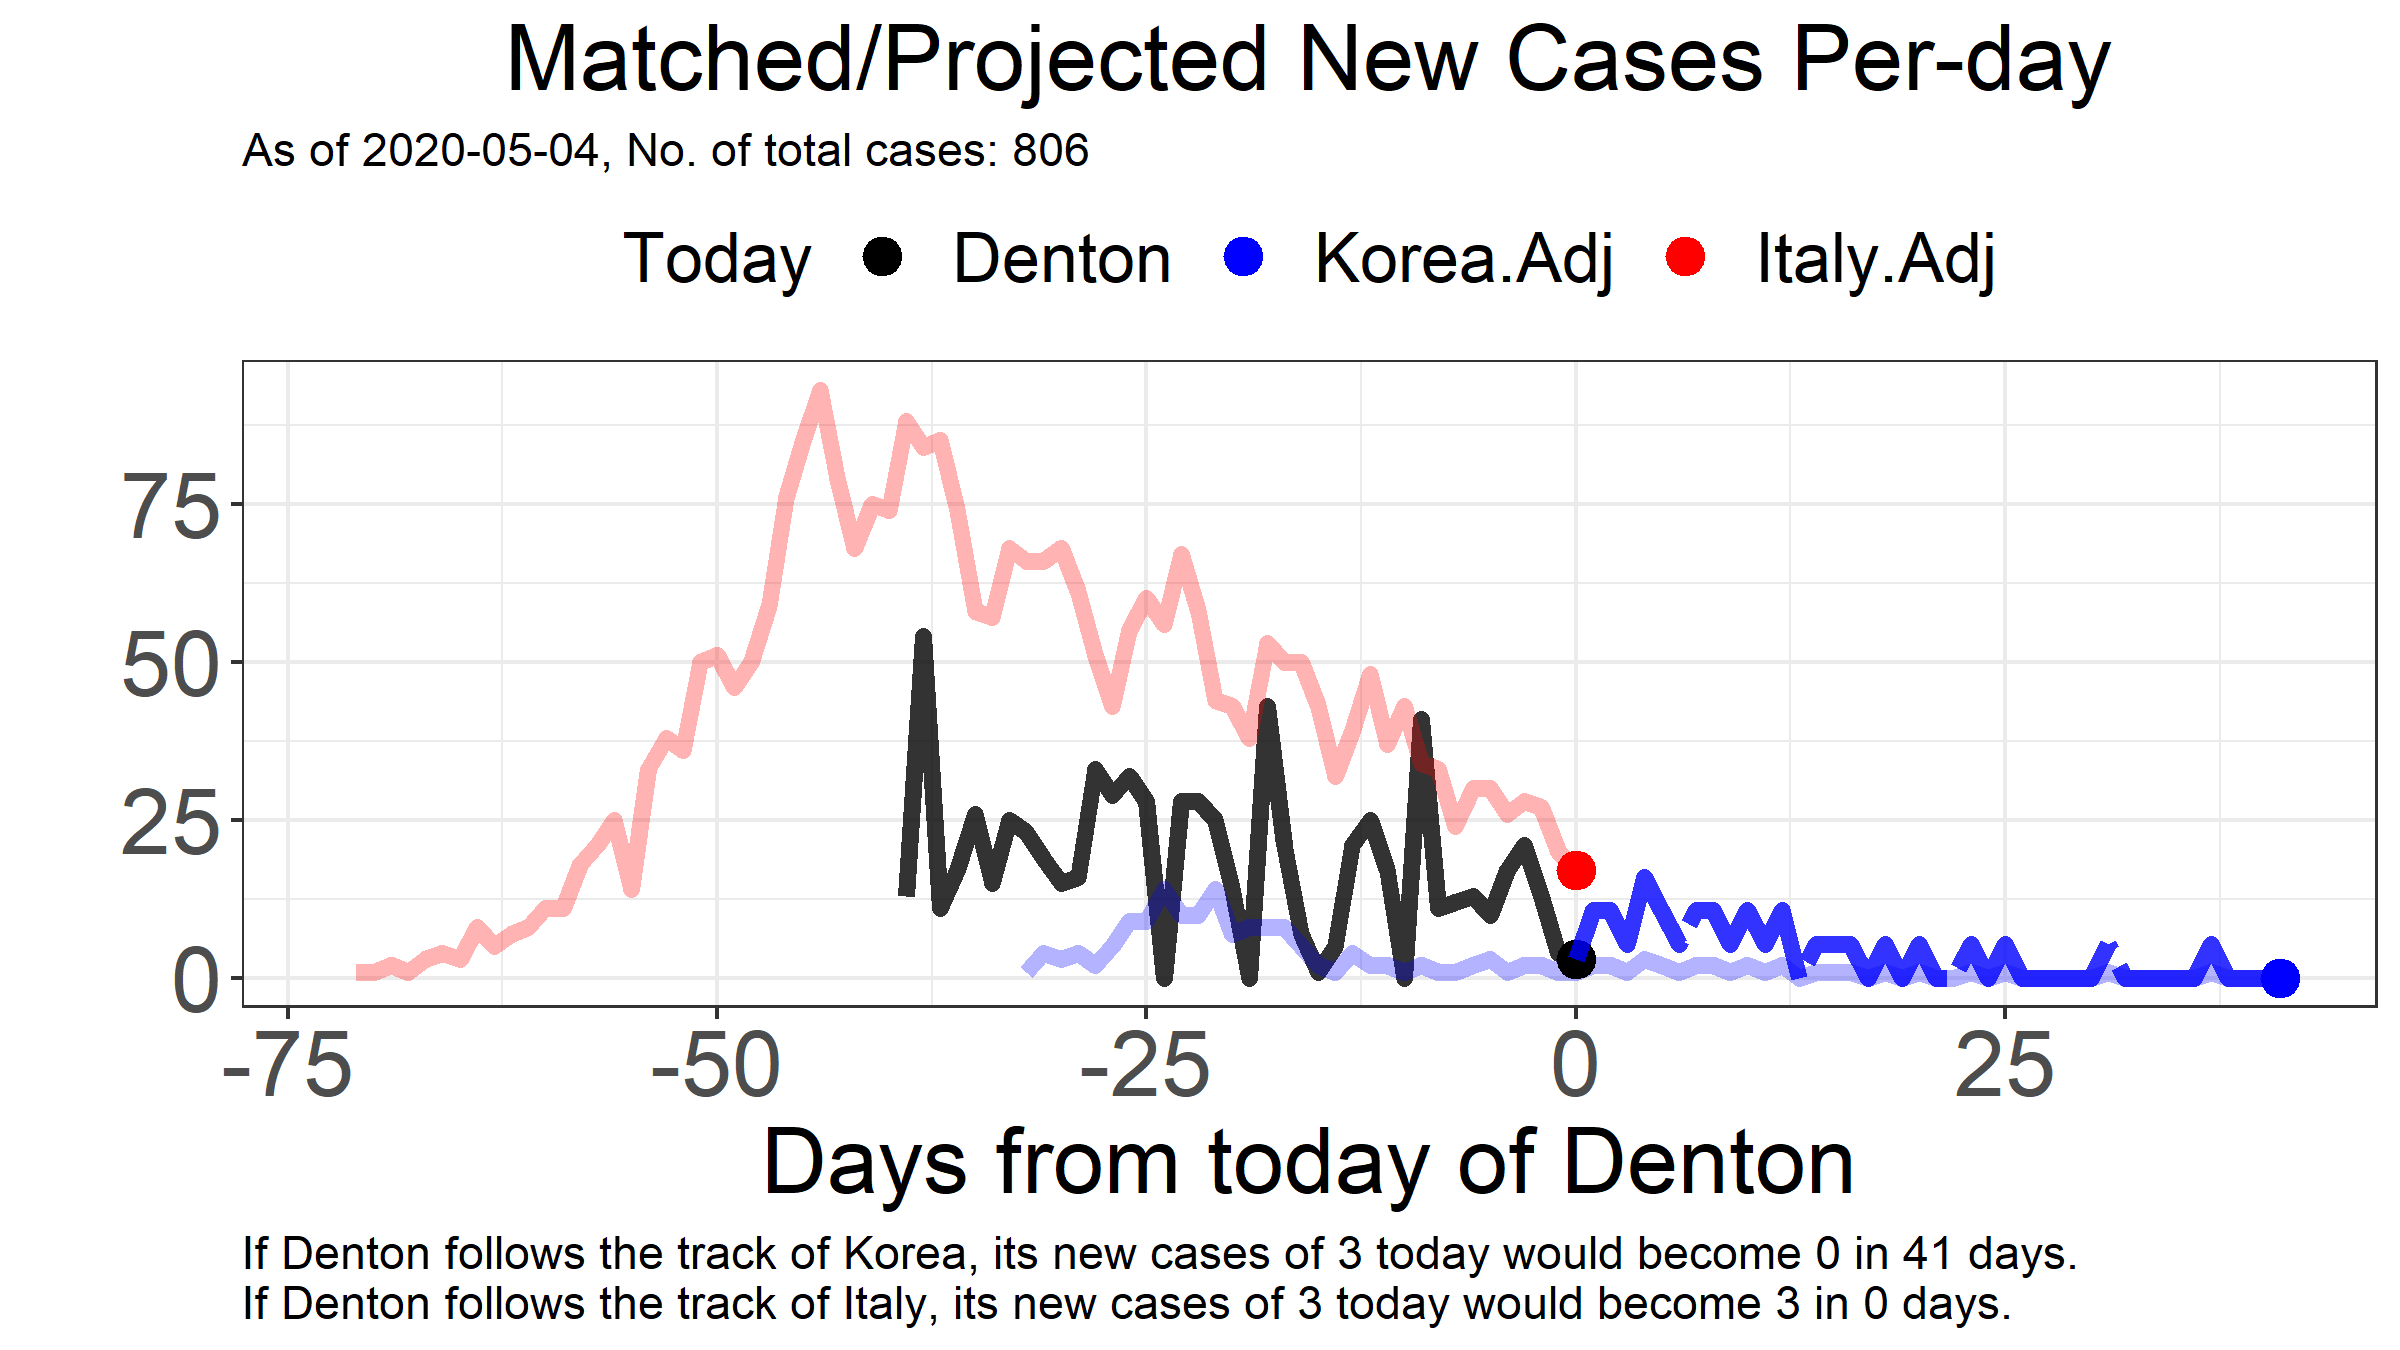 Matched/Projected New Cases Per-day
As of 2020-05-04, No. of total cases: 806
Today Denton Korea.Adj Italy.Adj
75
50
25
0
-75 -50 -25 0 25
Days from today of Denton
If Denton follows the track of Korea, its new cases of 3 today would become 0 in 41 days.
If Denton follows the track of Italy, its new cases of 3 today would become 3 in 0 days.